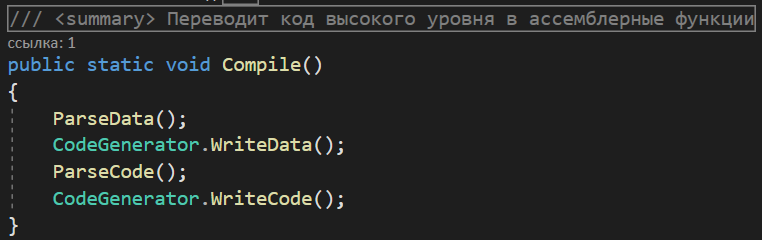 /// <summary> Переводит код высокого уровня в ассемблерные функции
ссылка: 1
public static void Compile()
{
    ParseData();
    CodeGenerator.WriteData();
    ParseCode();
    CodeGenerator.WriteCode();
}